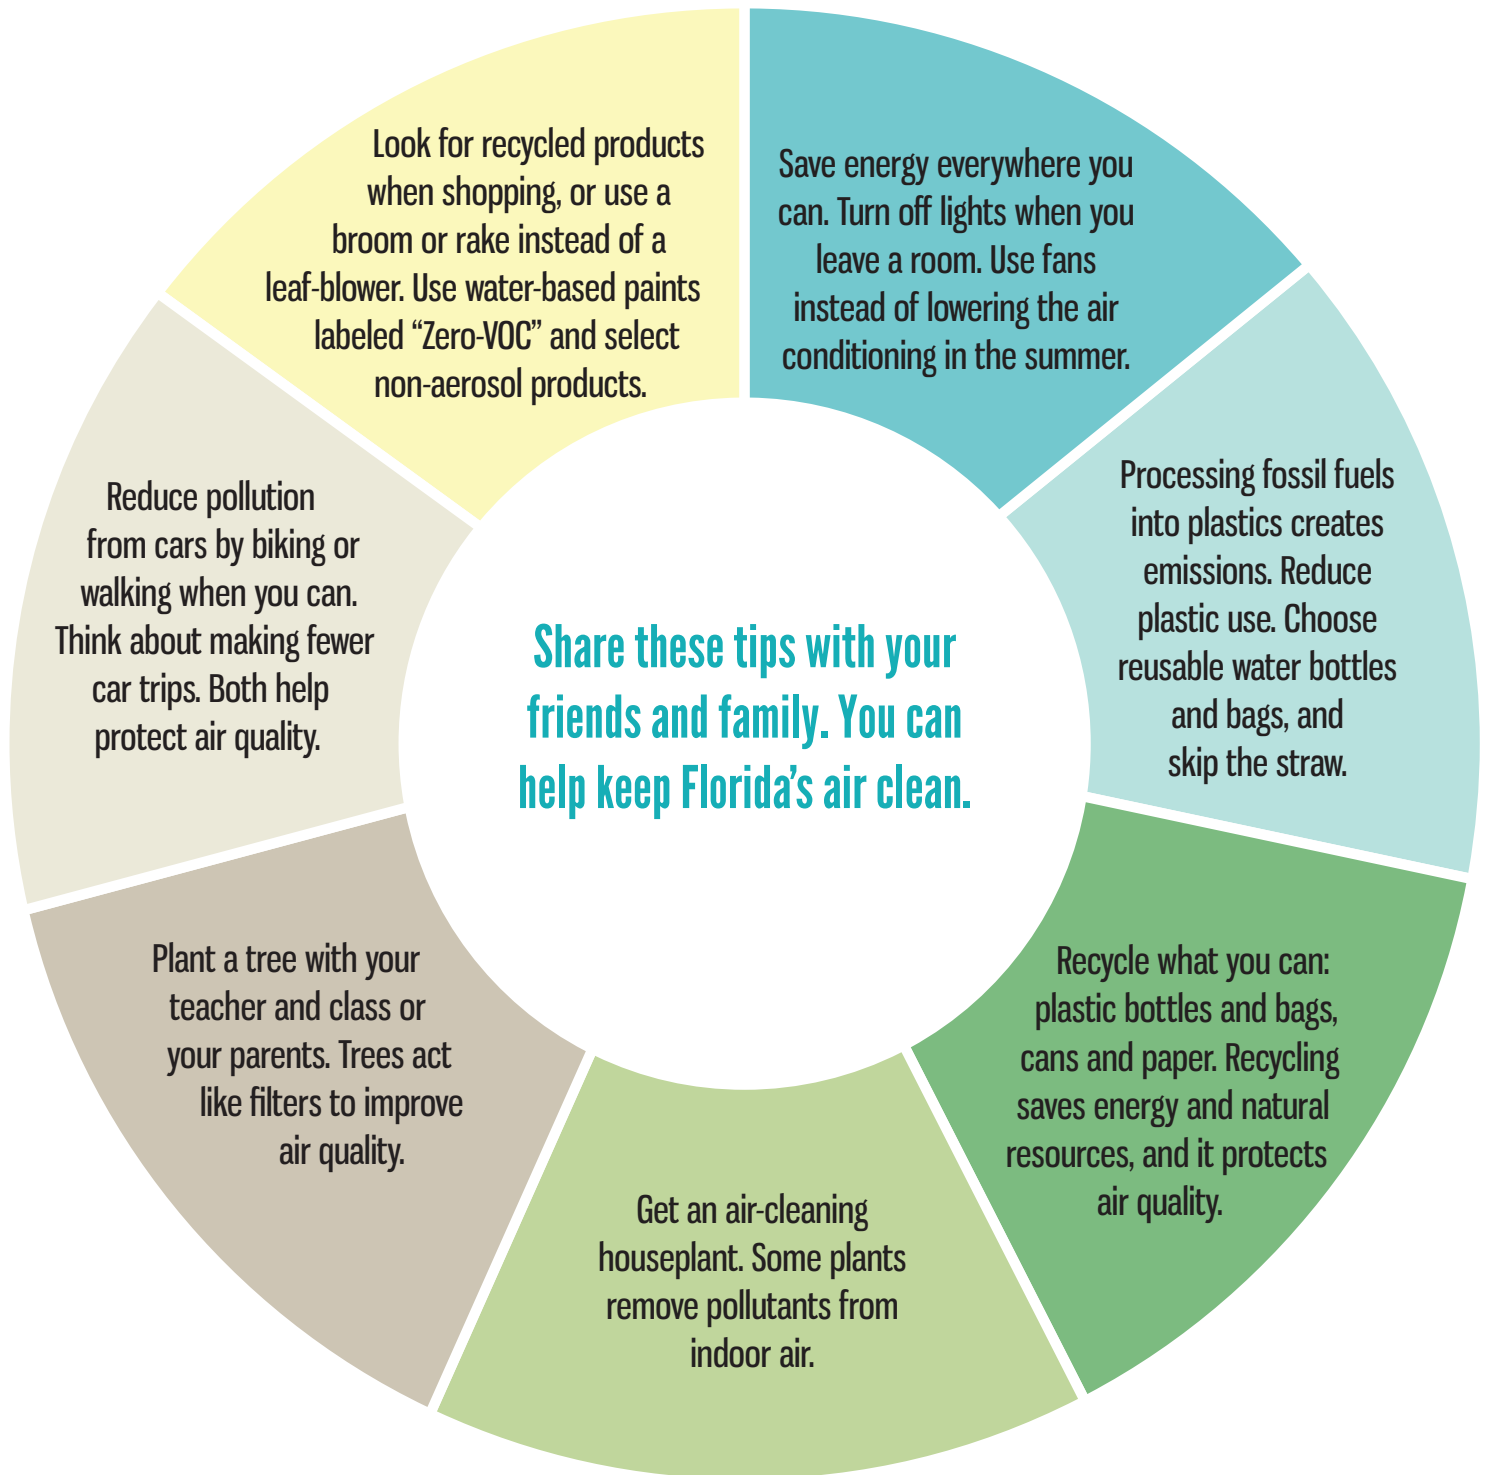 Look for recycled products
when shopping, or use a
broom or rake instead of a
leaf-blower. Use water-based paints
labeled “Zero-VOC” and select
non-aerosol products.
Save energy everywhere you
can. Turn off lights when you
leave a room. Use fans
instead of lowering the air
conditioning in the summer.
Processing fossil fuels
into plastics creates
emissions. Reduce
plastic use. Choose
reusable water bottles
and bags, and
skip the straw.
Recycle what you can:
plastic bottles and bags,
cans and paper. Recycling
saves energy and natural
resources, and it protects
air quality.
Get an air-cleaning
houseplant. Some plants
remove pollutants from
indoor air.
Plant a tree with your
teacher and class or
your parents. Trees act
like filters to improve
air quality.
Reduce pollution
from cars by biking or
walking when you can.
Think about making fewer
car trips. Both help
protect air quality.
Share these tips with your
friends and family. You can
help keep Florida’s air clean.